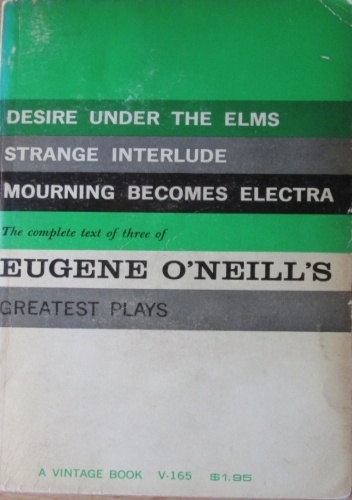 DESIRE UNDER THE ELMS
STRANGE INTERLUDE
MOURNING BECOMES ELECTRA
The complete text of three of
EUGENE O'NEILL'S
GREATEST PLAYS
A VINTAGE BOOK V-165 $1.95